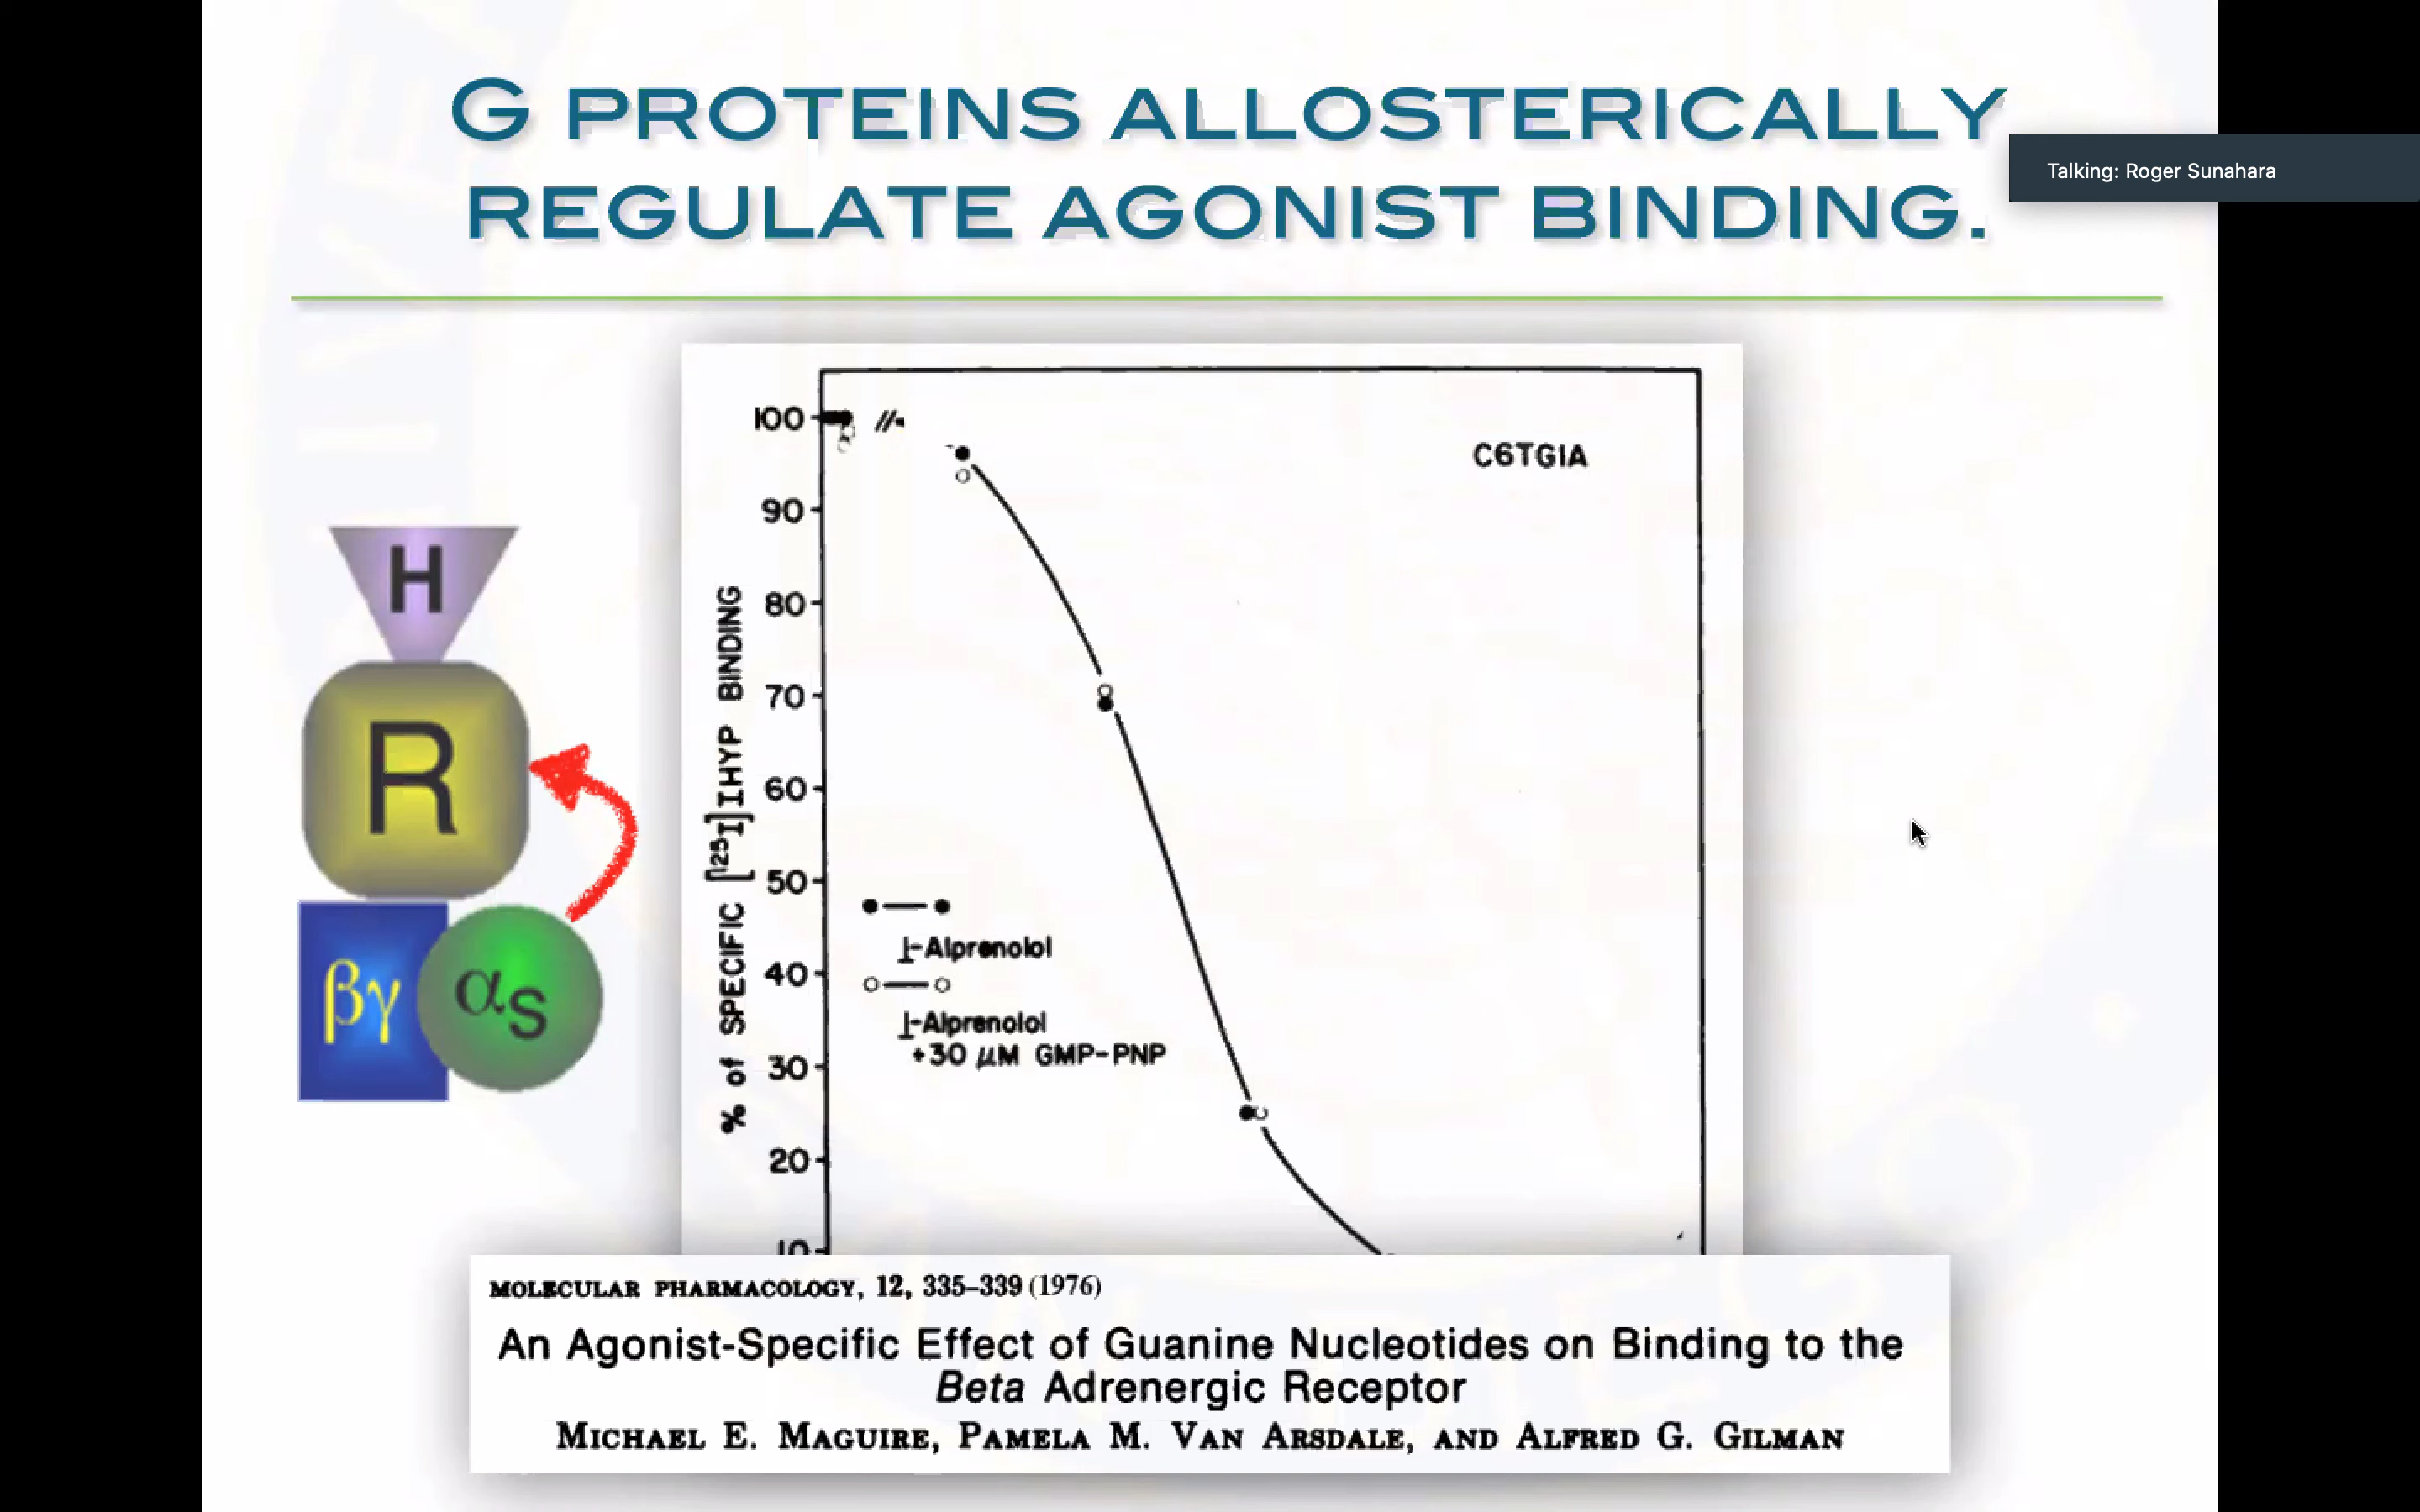 G PROTEINS ALLOSTERICALLY
REGULATE AGONIST BINDING.
Talking: Roger Sunahara
H
R
βγ
αS
% of SPECIFIC [125I]IHYP BINDING
100
90
80
70
60
50
40
30
20
10
C6TG1A
l-Alprenolol
l-Alprenolol
+30 μM GMP-PNP
MOLECULAR PHARMACOLOGY, 12, 335–339 (1976)
An Agonist-Specific Effect of Guanine Nucleotides on Binding to the
Beta Adrenergic Receptor
MICHAEL E. MAGUIRE, PAMELA M. VAN ARSDALE, AND ALFRED G. GILMAN